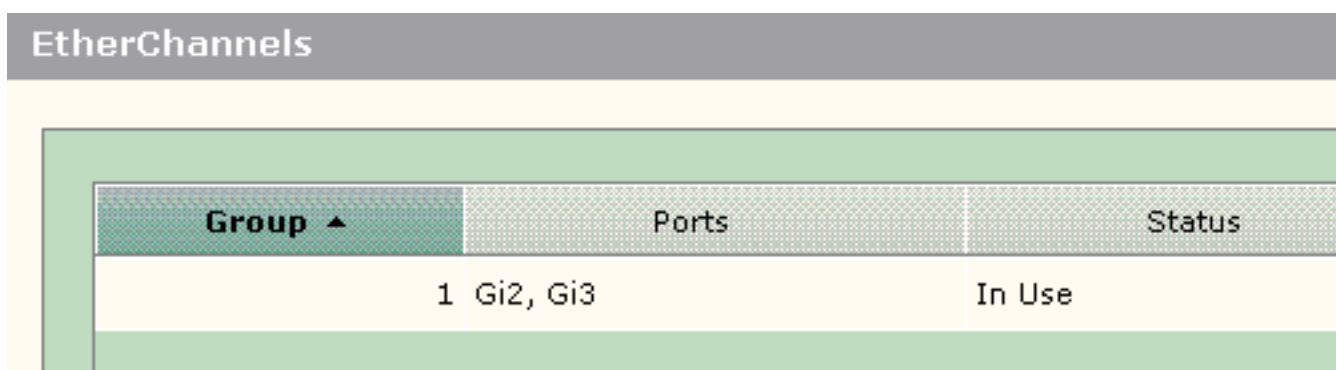 EtherChannels
Group ▲ Ports Status
1 Gi2, Gi3 In Use